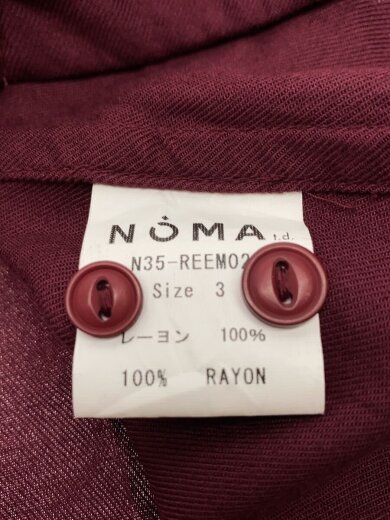 NOMA t.d.
N35-REEM02
Size 3
レーヨン 100%
100% RAYON